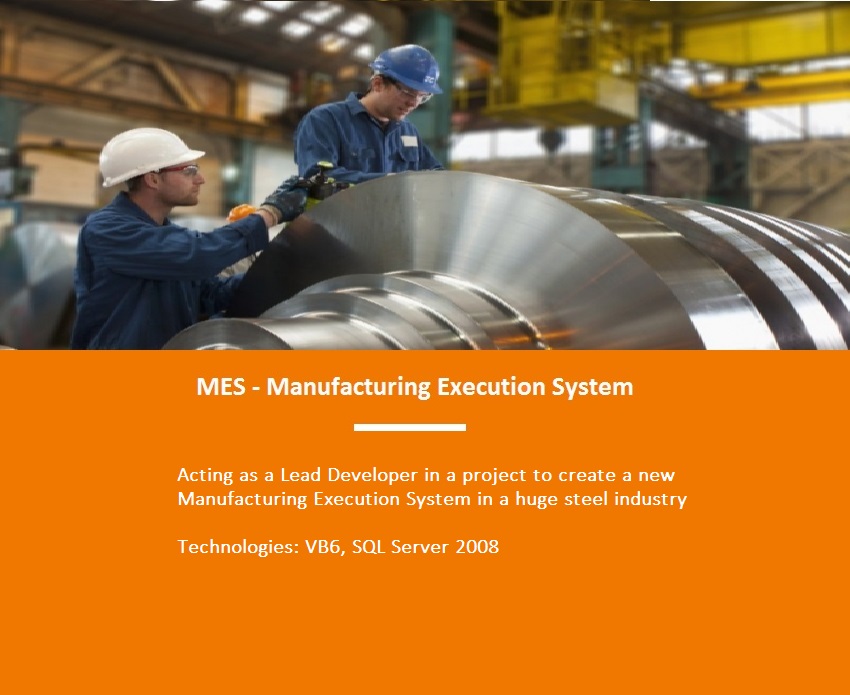 MES - Manufacturing Execution System
Acting as a Lead Developer in a project to create a new
Manufacturing Execution System in a huge steel industry
Technologies: VB6, SQL Server 2008